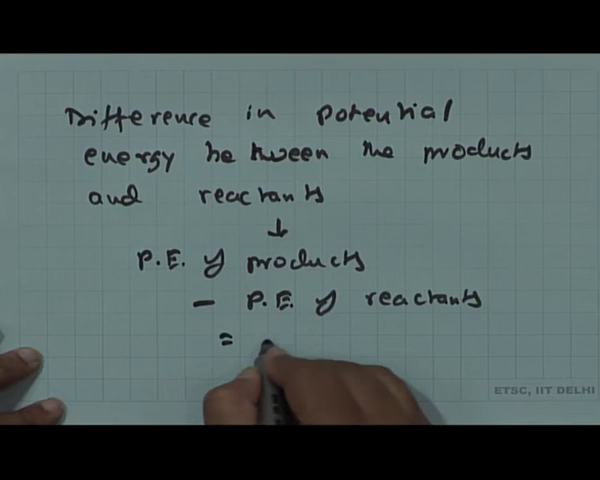 Difference in potential
energy between the products
and reactants
↓
P.E. of products
- P.E. of reactants
=
ETSC, IIT DELHI